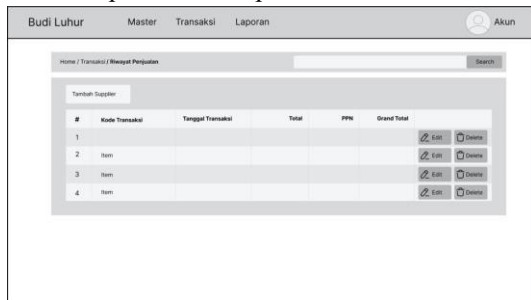 Budi Luhur Master Transaksi Laporan Akun
Home / Transaksi / Riwayat Penjualan Search
Tambah Supplier
# Kode Transaksi Tanggal Transaksi Total PPN Grand Total
1 Edit Delete
2 Item Edit Delete
3 Item Edit Delete
4 Item Edit Delete